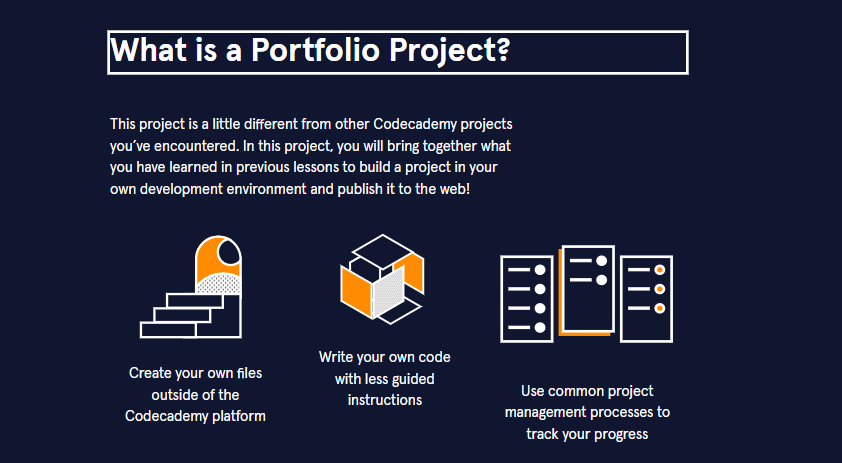 What is a Portfolio Project?
This project is a little different from other Codecademy projects
you've encountered. In this project, you will bring together what
you have learned in previous lessons to build a project in your
own development environment and publish it to the web!
Create your own files
outside of the
Codecademy platform
Write your own code
with less guided
instructions
Use common project
management processes to
track your progress